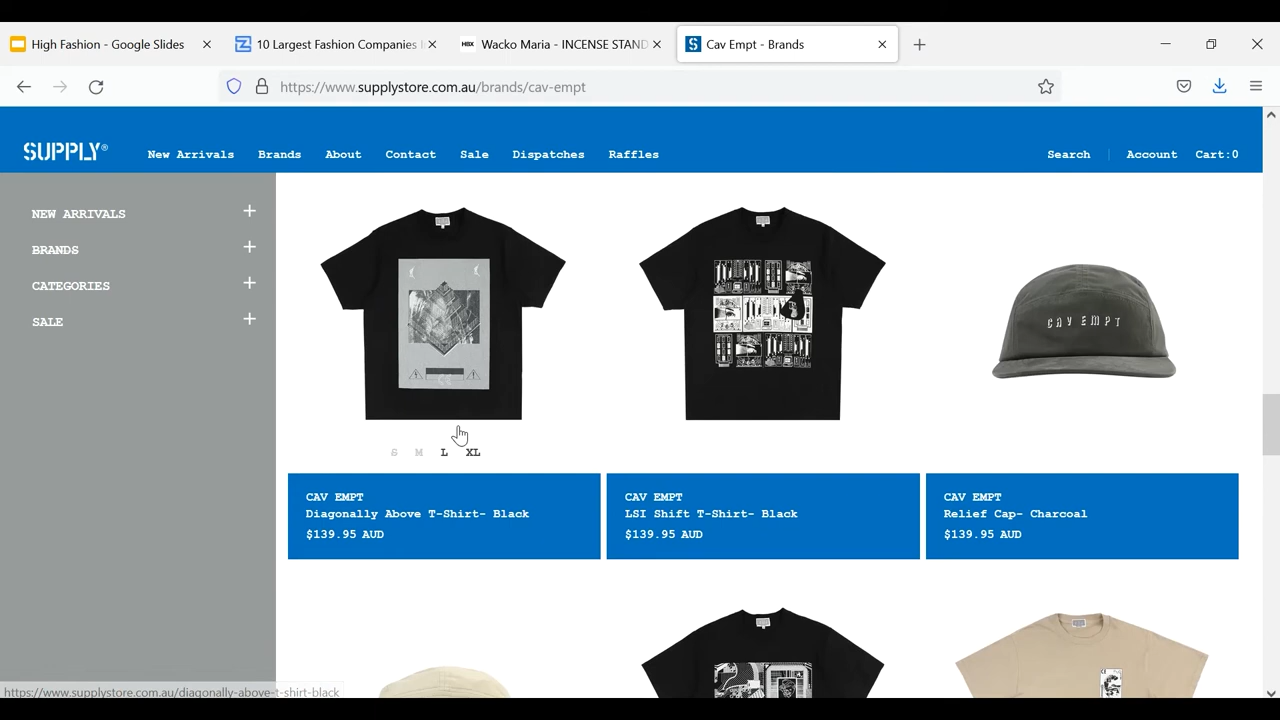 High Fashion - Google Slides
10 Largest Fashion Companies
HBX Wacko Maria - INCENSE STAND
S Cav Empt - Brands
https://www.supplystore.com.au/brands/cav-empt
SUPPLY®
New Arrivals Brands About Contact Sale Dispatches Raffles
Search Account Cart:0
NEW ARRIVALS
BRANDS
CATEGORIES
SALE
CAV EMPT
S M L XL
CAV EMPT
Diagonally Above T-Shirt- Black
$139.95 AUD
CAV EMPT
LSI Shift T-Shirt- Black
$139.95 AUD
CAV EMPT
Relief Cap- Charcoal
$139.95 AUD
https://www.supplystore.com.au/diagonally-above-t-shirt-black